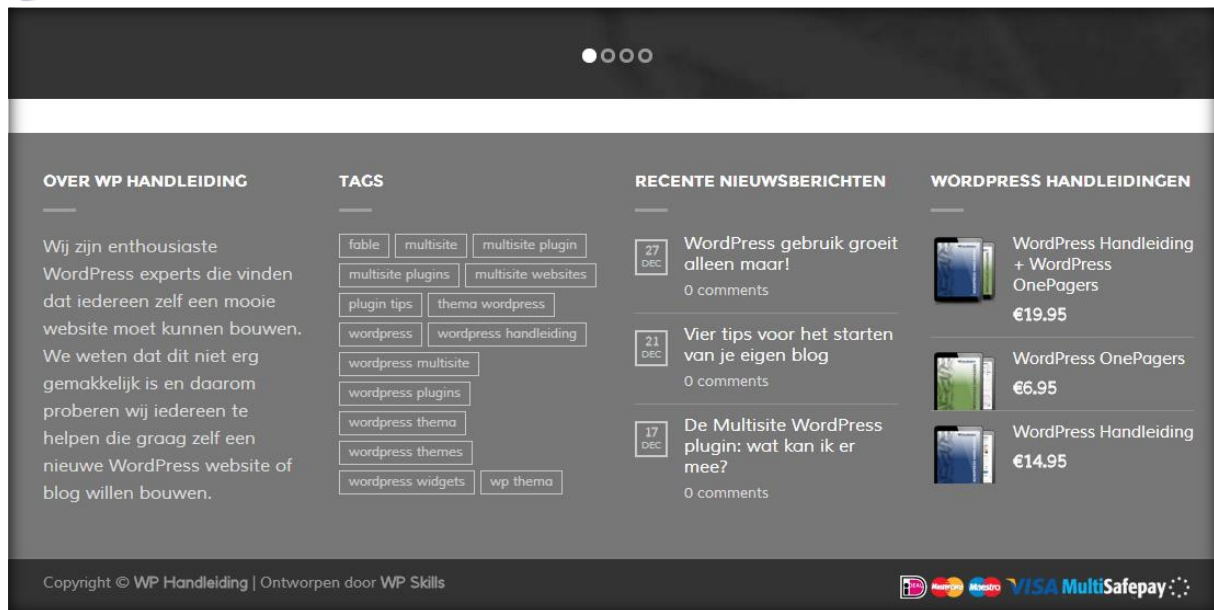 OVER WP HANDLEIDING
Wij zijn enthousiaste
WordPress experts die vinden
dat iedereen zelf een mooie
website moet kunnen bouwen.
We weten dat dit niet erg
gemakkelijk is en daarom
proberen wij iedereen te
helpen die graag zelf een
nieuwe WordPress website of
blog willen bouwen.
TAGS
fable multisite multisite plugin
multisite plugins multisite websites
plugin tips thema wordpress
wordpress wordpress handleiding
wordpress multisite
wordpress plugins
wordpress thema
wordpress themes
wordpress widgets wp thema
RECENTE NIEUWSBERICHTEN
27
DEC
WordPress gebruik groeit
alleen maar!
0 comments
21
DEC
Vier tips voor het starten
van je eigen blog
0 comments
17
DEC
De Multisite WordPress
plugin: wat kan ik er
mee?
0 comments
WORDPRESS HANDLEIDINGEN
WordPress Handleiding
+ WordPress
OnePagers
€19.95
WordPress OnePagers
€6.95
WordPress Handleiding
€14.95
Copyright © WP Handleiding | Ontworpen door WP Skills
iDEAL MasterCard Maestro VISA MultiSafepay